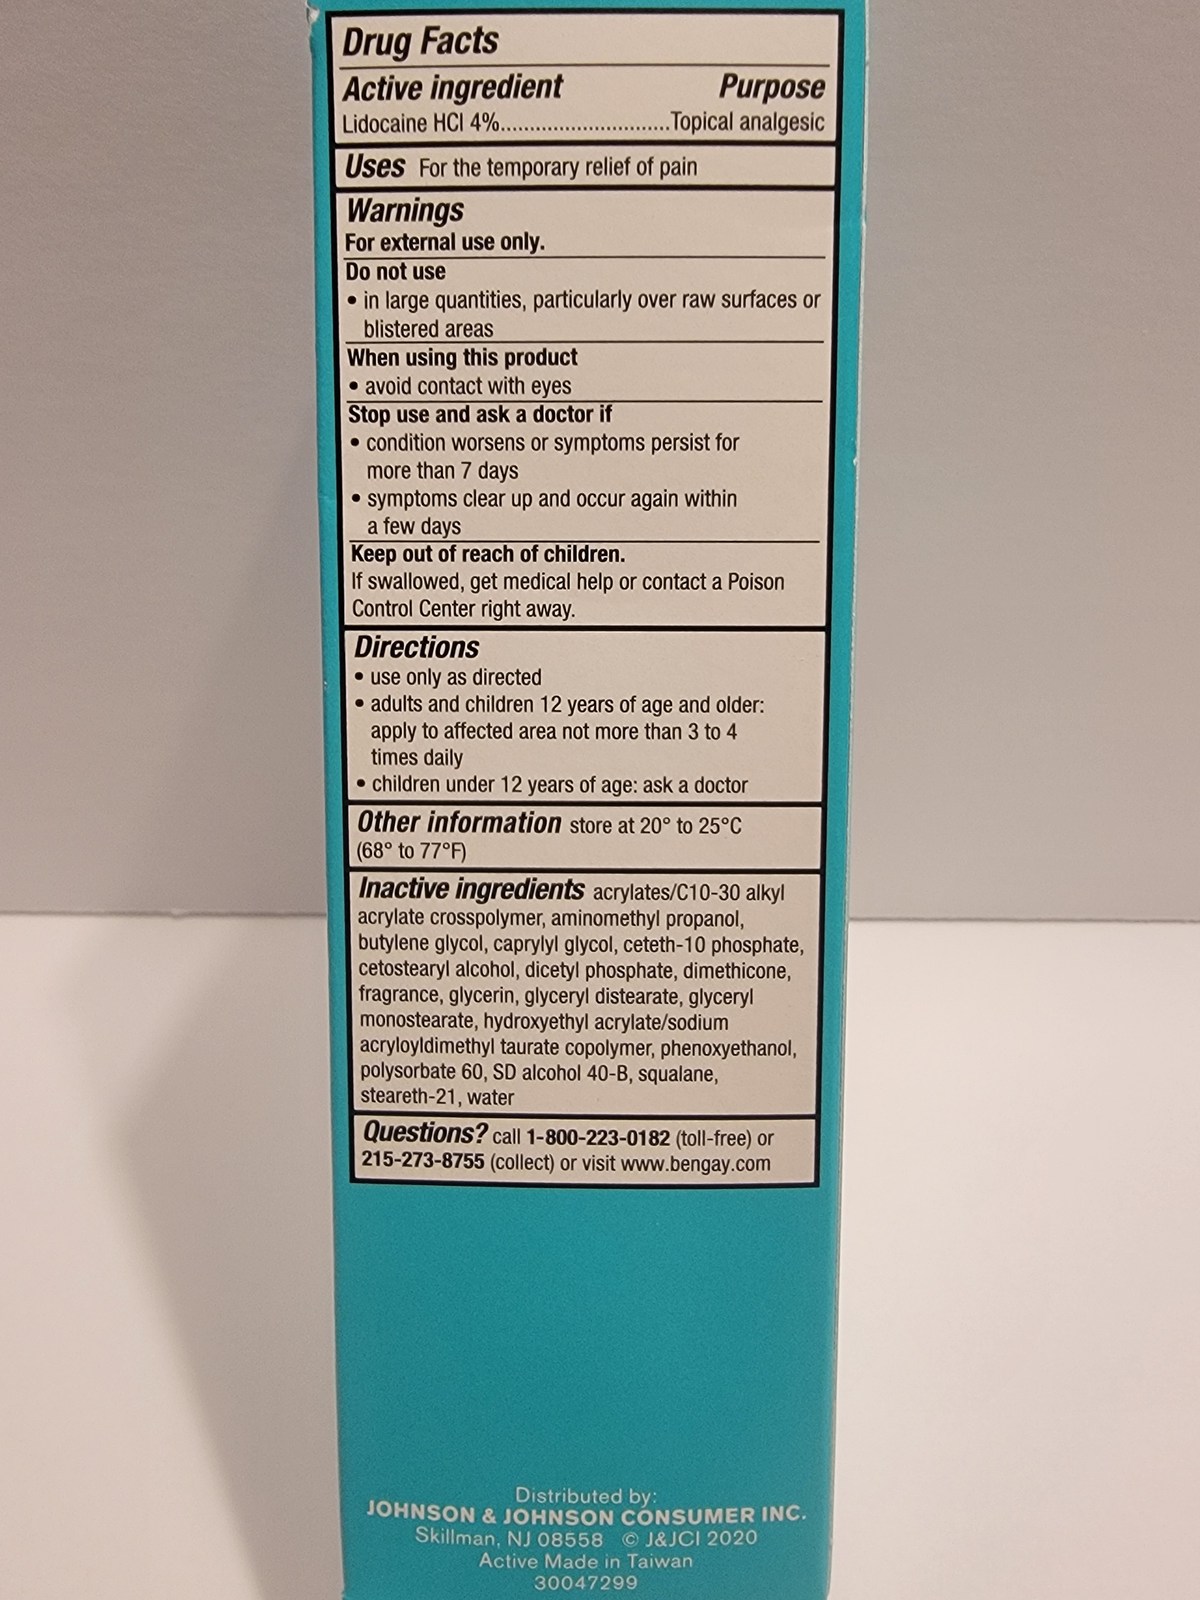 Drug Facts
Active ingredient Purpose
Lidocaine HCl 4%.............................Topical analgesic
Uses For the temporary relief of pain
Warnings
For external use only.
Do not use
• in large quantities, particularly over raw surfaces or
blistered areas
When using this product
• avoid contact with eyes
Stop use and ask a doctor if
• condition worsens or symptoms persist for
more than 7 days
• symptoms clear up and occur again within
a few days
Keep out of reach of children.
If swallowed, get medical help or contact a Poison
Control Center right away.
Directions
• use only as directed
• adults and children 12 years of age and older:
apply to affected area not more than 3 to 4
times daily
• children under 12 years of age: ask a doctor
Other information store at 20° to 25°C
(68° to 77°F)
Inactive ingredients acrylates/C10-30 alkyl
acrylate crosspolymer, aminomethyl propanol,
butylene glycol, caprylyl glycol, ceteth-10 phosphate,
cetostearyl alcohol, dicetyl phosphate, dimethicone,
fragrance, glycerin, glyceryl distearate, glyceryl
monostearate, hydroxyethyl acrylate/sodium
acryloyldimethyl taurate copolymer, phenoxyethanol,
polysorbate 60, SD alcohol 40-B, squalane,
steareth-21, water
Questions? call 1-800-223-0182 (toll-free) or
215-273-8755 (collect) or visit www.bengay.com
Distributed by:
JOHNSON & JOHNSON CONSUMER INC.
Skillman, NJ 08558 © J&JCI 2020
Active Made in Taiwan
30047299